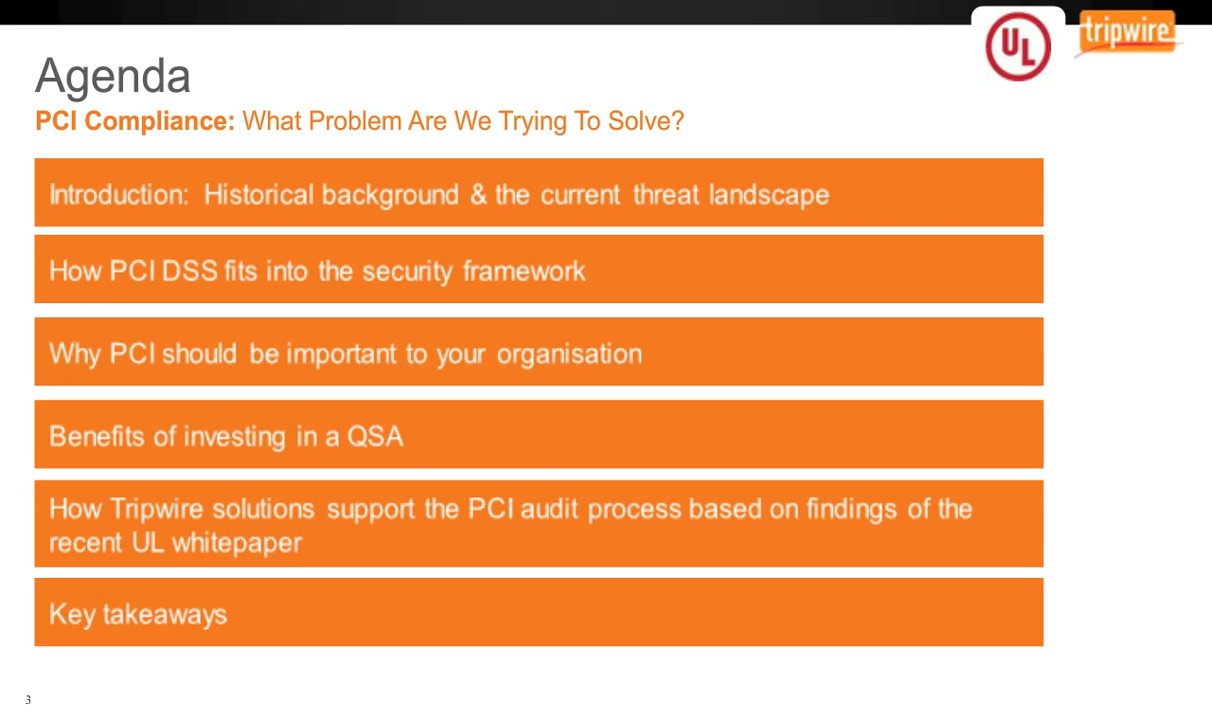 UL
tripwire
Agenda
PCI Compliance: What Problem Are We Trying To Solve?
Introduction: Historical background & the current threat landscape
How PCI DSS fits into the security framework
Why PCI should be important to your organisation
Benefits of investing in a QSA
How Tripwire solutions support the PCI audit process based on findings of the
recent UL whitepaper
Key takeaways
3